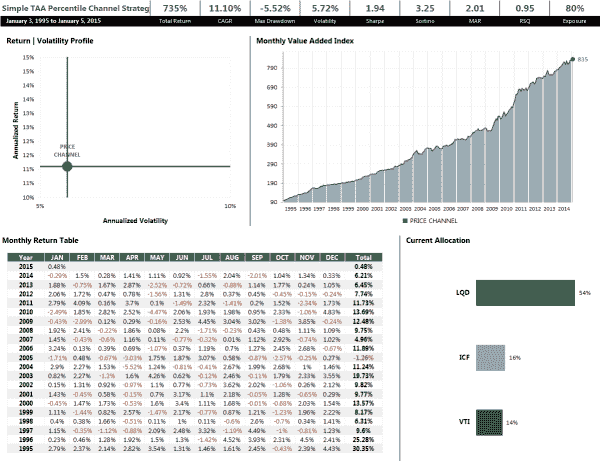 Simple TAA Percentile Channel Strateg 735% 11.10% -5.52% 5.72% 1.94 3.25 2.01 0.95 80%
January 3, 1995 to January 5, 2015 Total Return CAGR Max Drawdown Volatility Sharpe Sortino MAR RSQ Exposure
Return | Volatility Profile
Monthly Value Added Index
15%
15%
14%
13%
13%
12%
12%
11%
11%
10%
10%
Annualized Return
PRICE
CHANNEL
5% 10%
Annualized Volatility
790
690
590
490
390
290
190
90
835
1995 1996 1997 1998 1999 2000 2001 2002 2003 2004 2005 2006 2007 2008 2009 2010 2011 2012 2013 2014
PRICE CHANNEL
Monthly Return Table
Current Allocation
Year JAN FEB MAR APR MAY JUN JUL AUG SEP OCT NOV DEC Total
2015 0.48% 0.48%
2014 -0.29% 1.5% 0.28% 1.41% 1.11% 0.92% -1.55% 2.04% -2.01% 1.04% 1.34% 0.33% 6.21%
2013 1.88% -0.73% 1.67% 2.87% -2.52% -0.72% 0.66% -0.88% 1.14% 1.77% 0.24% 1.05% 6.45%
2012 2.06% 1.72% 0.47% 0.78% -1.56% 1.31% 2.8% 0.37% 0.45% -0.45% -0.15% -0.24% 7.74%
2011 2.79% 4.09% 0.16% 3.7% 0.1% -1.49% 2.32% -1.41% 0.2% 1.52% -2.34% 1.73% 11.73%
2010 -2.49% 1.85% 2.82% 2.52% -4.47% 2.06% 1.93% 1.98% 0.95% 2.33% -1.06% 4.83% 13.69%
2009 -0.43% -2.99% 0.12% 0.29% -0.16% 2.53% 4.45% 3.04% 3.02% -1.38% 3.85% -0.24% 12.48%
2008 1.92% 2.41% -0.22% 1.86% 0.08% 2.2% -1.71% -0.23% 0.43% 0.48% 1.11% 1.09% 9.75%
2007 1.45% -0.43% -0.6% 1.16% 0.11% -0.77% -0.32% 0.01% 1.12% 2.92% -0.74% 1.02% 4.96%
2006 3.24% 0.13% 0.39% 0.69% -1.07% 0.37% 1.19% 0.7% 1.27% 2.45% 2.68% -0.67% 11.89%
2005 -1.71% 0.48% -0.67% -3.03% 1.75% 1.87% 3.07% 0.58% -0.87% -2.57% -0.25% 0.27% -1.26%
2004 2.9% 2.27% 1.53% -5.52% 1.24% -0.81% -0.41% 2.67% 1.99% 2.68% 1% 1.46% 11.24%
2003 0.82% 2.27% -1.2% 1.6% 4.26% 0.62% -0.12% 2.46% -0.11% 1.79% 2.33% 3.55% 19.73%
2002 0.15% 1.31% 0.92% -0.97% 1.1% 0.77% -0.73% 3.62% 2.02% -1.06% 0.26% 2.12% 9.82%
2001 1.43% -0.45% 0.58% -0.15% 0.7% 3.17% 1.1% 2.18% -0.05% 1.28% -0.65% 0.29% 9.77%
2000 -0.45% 1.47% 1.73% -0.53% 1.6% 3.4% 1.11% 1.68% -0.01% -0.88% 2.03% 1.54% 13.57%
1999 1.11% -1.44% 0.82% 2.57% -1.47% 2.17% -0.77% 0.87% 1.21% -1.23% 1.96% 2.22% 8.17%
1998 0.4% 0.38% 1.66% -0.51% 0.11% 1% 0.11% -0.6% 2.6% -0.7% 0.34% 1.41% 6.31%
1997 1.15% -0.35% -1.12% -0.88% 2.09% 2.48% 3.32% -1.19% 4.49% -1% -0.81% 1.23% 9.6%
1996 0.23% 0.46% 1.28% 1.92% 1.5% 1.3% -1.42% 4.52% 3.93% 2.31% 4.5% 2.41% 25.28%
1995 2.79% 2.37% 2.14% 2.82% 3.54% 1.31% 1.46% 1.61% 2.45% -0.43% 2.39% 4.43% 30.35%
LQD 54%
ICF 16%
VTI 14%